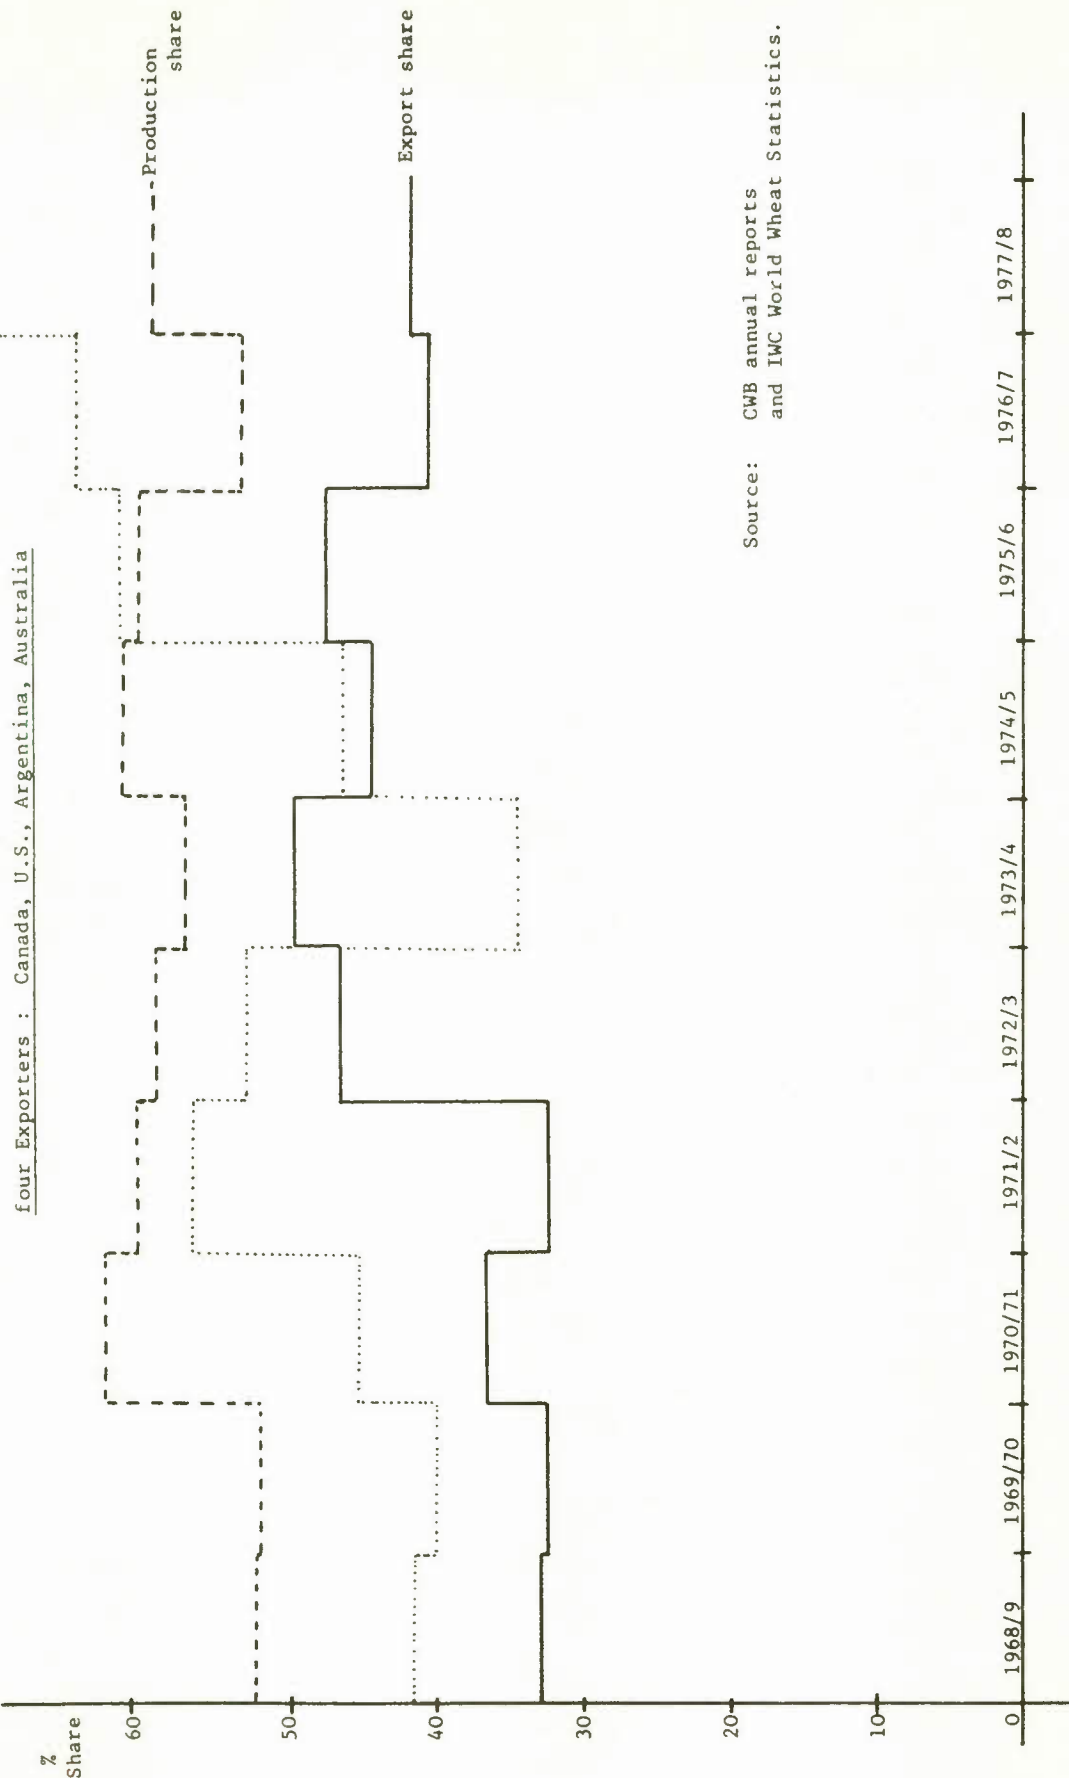 four Exporters : Canada, U.S., Argentina, Australia
%
Share
60
50
40
30
20
10
0
Production
share
Export share
Source: CWB annual reports
and IWC World Wheat Statistics.
1968/9 1969/70 1970/71 1971/2 1972/3 1973/4 1974/5 1975/6 1976/7 1977/8